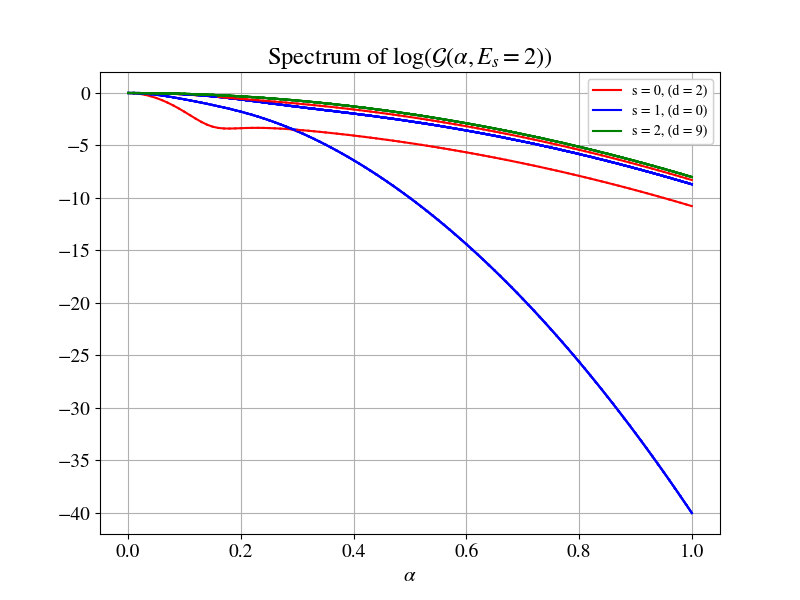 Spectrum of log(𝒢(α, E_s = 2))
s = 0, (d = 2)
s = 1, (d = 0)
s = 2, (d = 9)
0
−5
−10
−15
−20
−25
−30
−35
−40
0.0 0.2 0.4 0.6 0.8 1.0
α